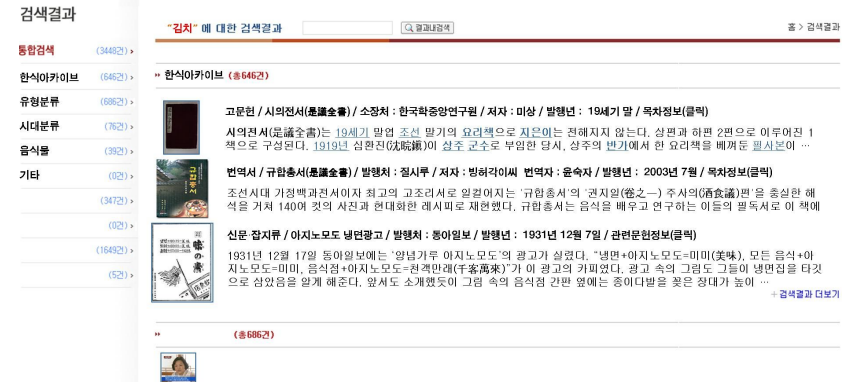 검색결과
"김치" 에 대한 검색결과
결과내검색
홈 > 검색결과
통합검색 (3448건)
한식아카이브 (646건)
유형분류 (686건)
시대분류 (76건)
음식물 (39건)
기타 (0건)
(347건)
(0건)
(1649건)
(5건)
한식아카이브 (총646건)
고문헌 / 시의전서(是議全書) / 소장처 : 한국학중앙연구원 / 저자 : 미상 / 발행년 : 19세기 말 / 목차정보(클릭)
시의전서(是議全書)는 19세기 말엽 조선 말기의 요리책으로 지은이는 전해지지 않는다. 상편과 하편 2편으로 이루어진 1
책으로 구성된다. 1919년 심환진(沈晥鎭)이 상주 군수로 부임한 당시, 상주의 반가에서 한 요리책을 베껴둔 필사본이 …
번역서 / 규합총서(是議全書) / 발행처 : 질시루 / 저자 : 빙허각이씨 번역자 : 윤숙자 / 발행년 : 2003년 7월 / 목차정보(클릭)
조선시대 가정백과전서이자 최고의 고조리서로 일컬어지는 '규합총서'의 '권지일(卷之一) 주사의(酒食議)편'을 충실한 해
석을 거쳐 140여 컷의 사진과 현대화한 레시피로 재현했다. 규합총서는 음식을 배우고 연구하는 이들의 필독서로 이 책에
신문·잡지류 / 아지노모도 냉면광고 / 발행처 : 동아일보 / 발행년 : 1931년 12월 7일 / 관련문헌정보(클릭)
1931년 12월 17일 동아일보에는 '양념가루 아지노모도'의 광고가 실렸다. "냉면+아지노모도=미미(美味), 모든 음식+아
지노모도=미미, 음식점+아지노모도=천객만래(千客萬來)"가 이 광고의 카피였다. 광고 속의 그림도 그들이 냉면집을 타깃
으로 삼았음을 알게 해준다. 앞서도 소개했듯이 그림 속의 음식점 간판 옆에는 종이다발을 꽂은 장대가 높이 …
+ 검색결과 더보기
(총686건)
규합총서
味の素